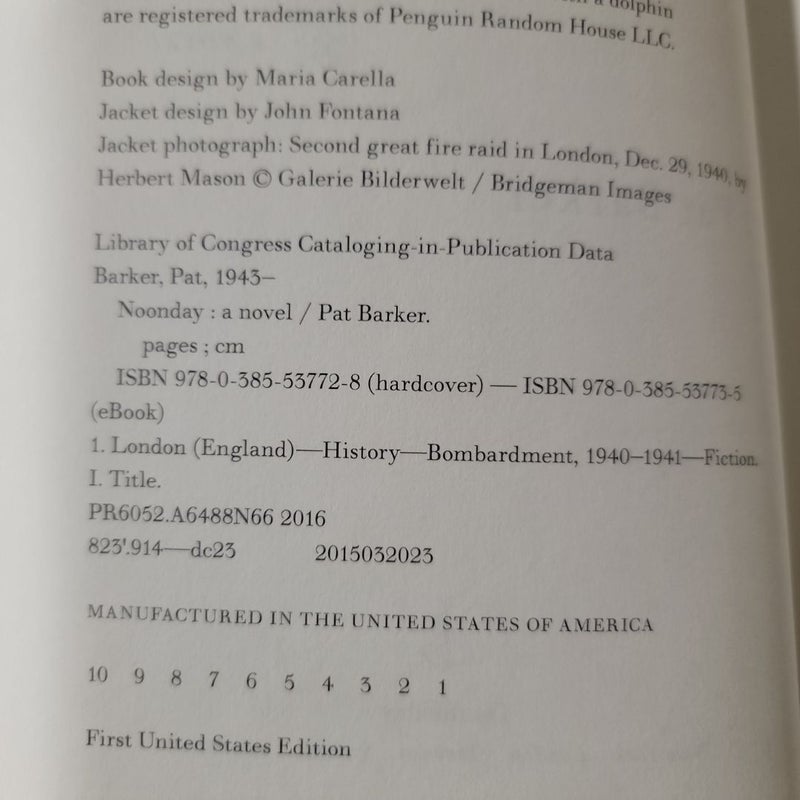 a dolphin
are registered trademarks of Penguin Random House LLC.
Book design by Maria Carella
Jacket design by John Fontana
Jacket photograph: Second great fire raid in London, Dec. 29, 1940, by
Herbert Mason © Galerie Bilderwelt / Bridgeman Images
Library of Congress Cataloging-in-Publication Data
Barker, Pat, 1943–
Noonday : a novel / Pat Barker.
pages ; cm
ISBN 978-0-385-53772-8 (hardcover) — ISBN 978-0-385-53773-5
(eBook)
1. London (England)—History—Bombardment, 1940–1941—Fiction.
I. Title.
PR6052.A6488N66 2016
823'.914—dc23 2015032023
MANUFACTURED IN THE UNITED STATES OF AMERICA
10 9 8 7 6 5 4 3 2 1
First United States Edition